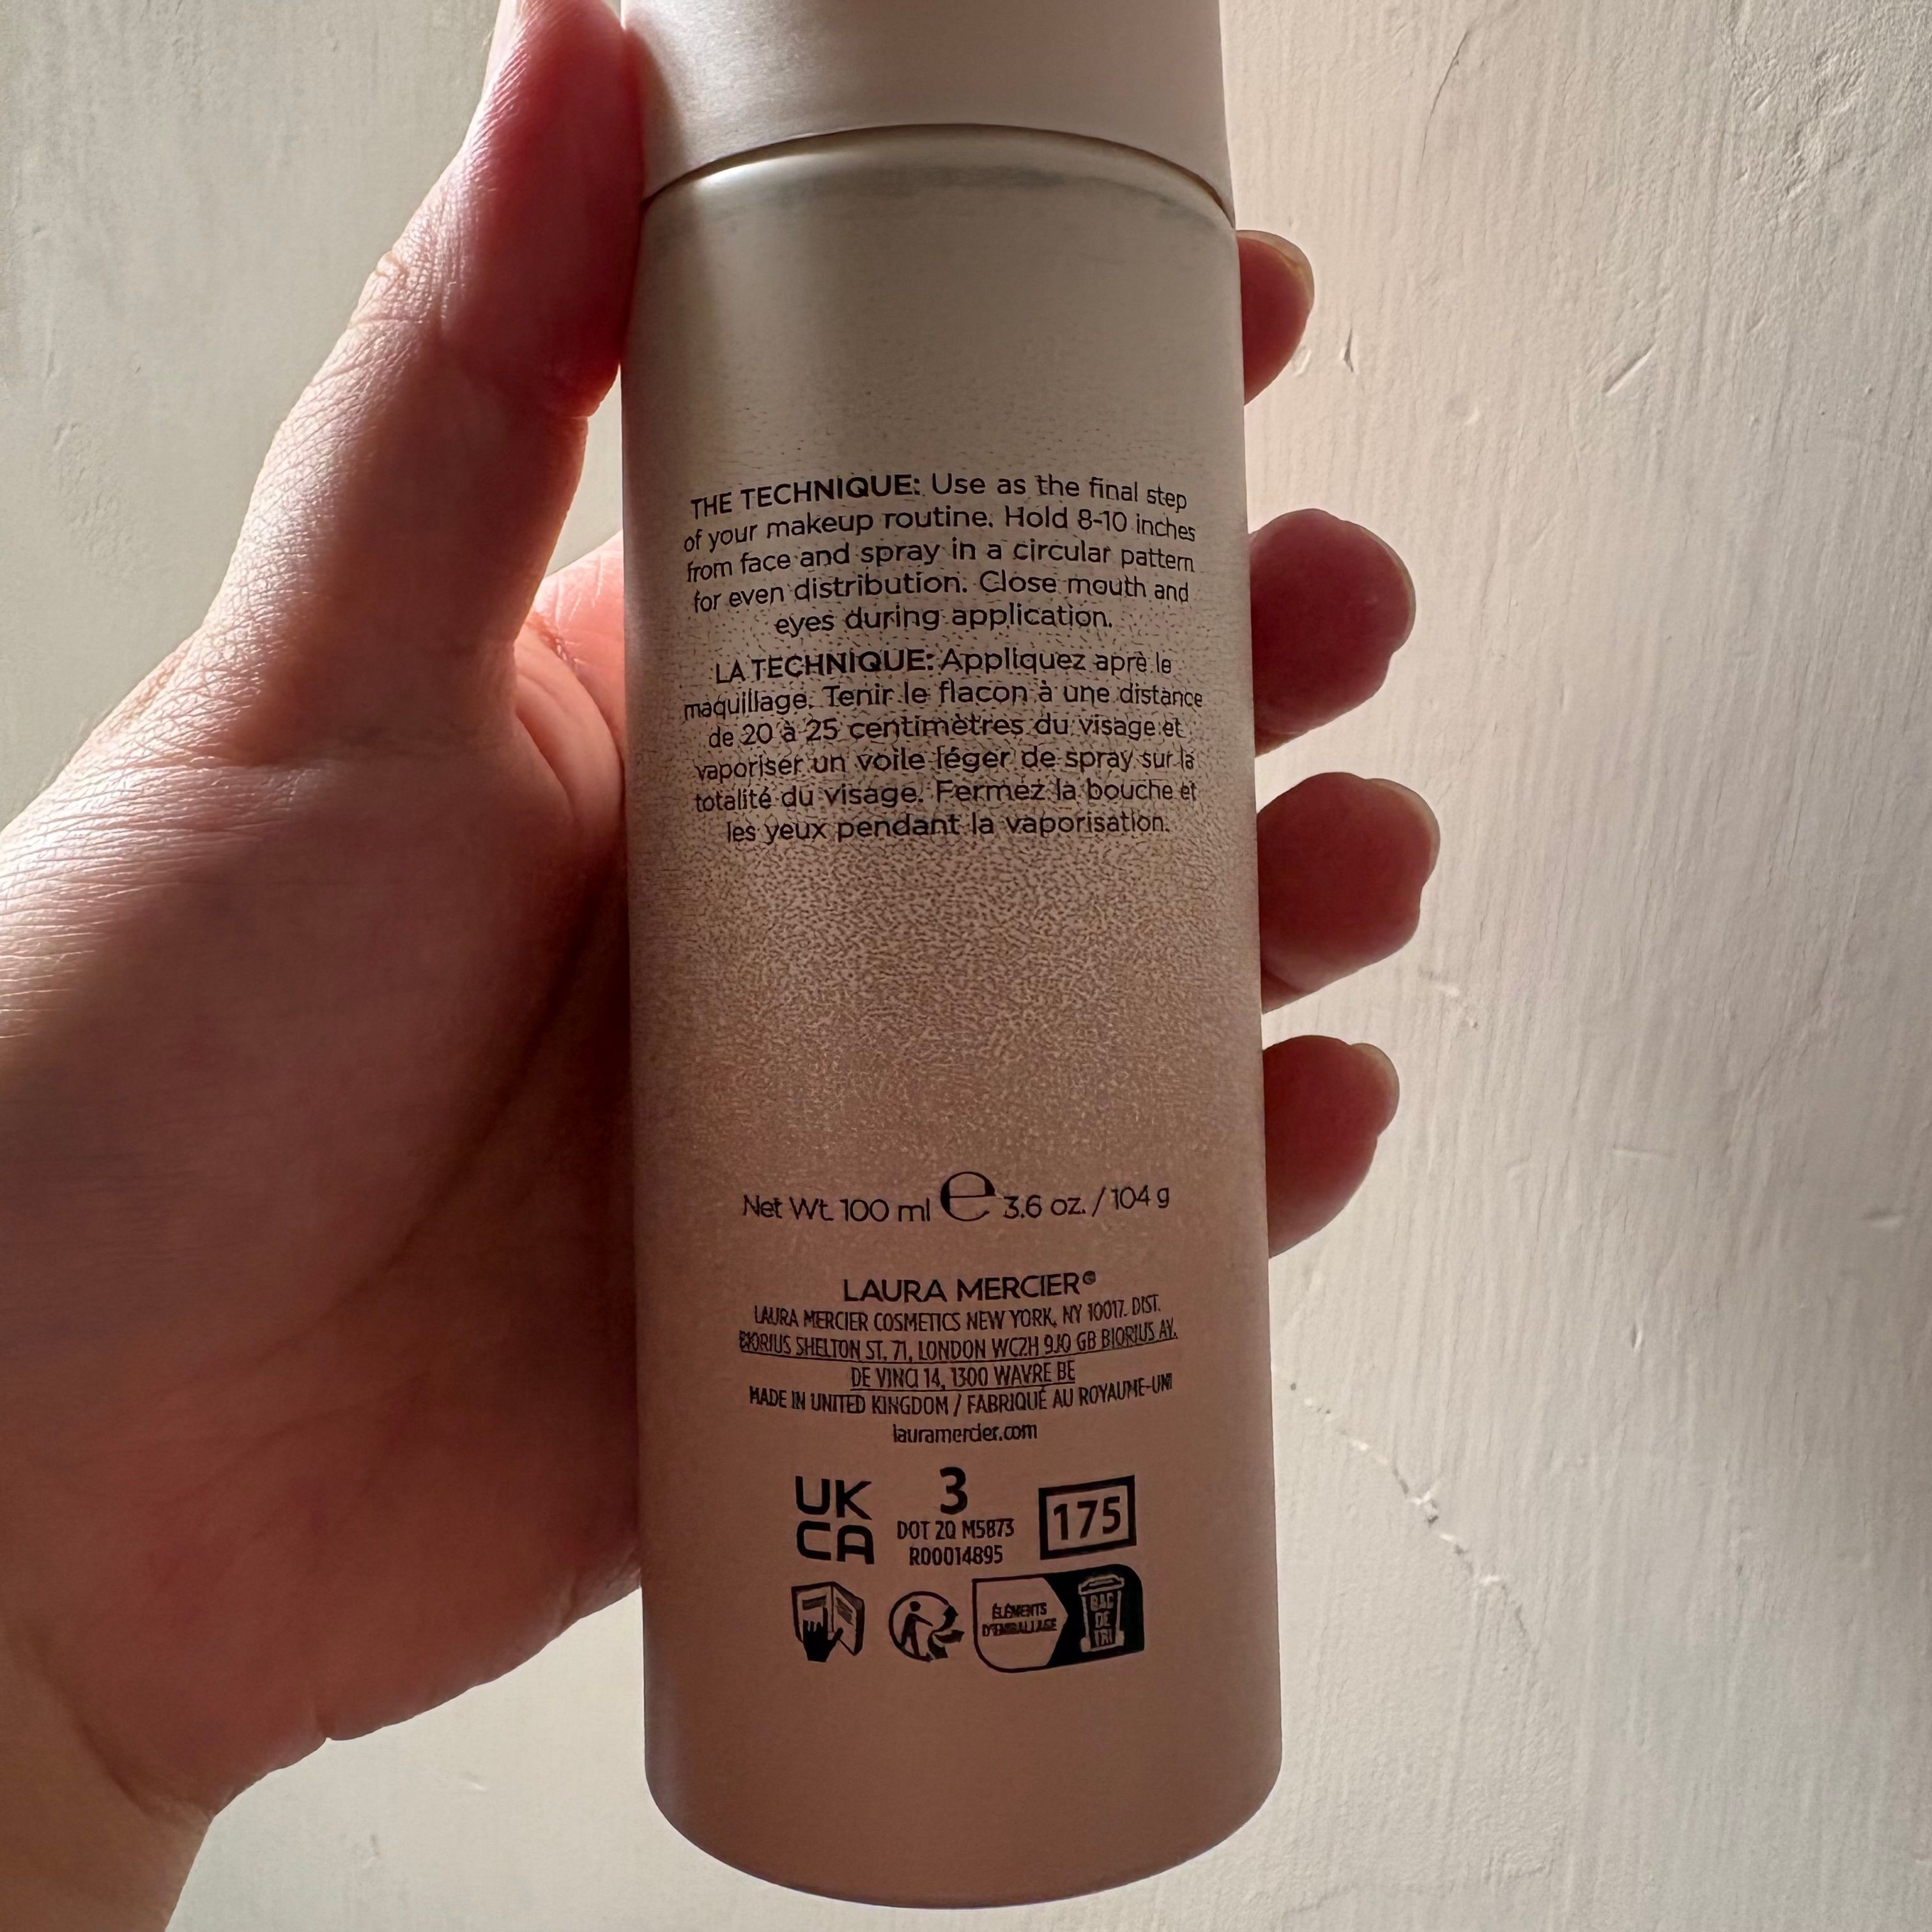 THE TECHNIQUE: Use as the final step
of your makeup routine. Hold 8-10 inches
from face and spray in a circular pattern
for even distribution. Close mouth and
eyes during application.
LA TECHNIQUE: Appliquez aprè le
maquillage. Tenir le flacon à une distance
de 20 à 25 centimètres du visage et
vaporiser un voile léger de spray sur la
totalité du visage. Fermez la bouche et
les yeux pendant la vaporisation.
Net Wt. 100 ml ℮ 3.6 oz. / 104 g
LAURA MERCIER®
LAURA MERCIER COSMETICS NEW YORK, NY 10017. DIST.
BIORIUS SHELTON ST, 71, LONDON WC2H 9JQ GB BIORIUS AV.
DE VINCI 14, 1300 WAVRE BE
MADE IN UNITED KINGDOM / FABRIQUÉ AU ROYAUME-UNI
lauramercier.com
UK
CA
3
DOT 2Q M5873
R00014895
175
ÉLÉMENTS
D'EMBALLAGE
BAC
DE
TRI